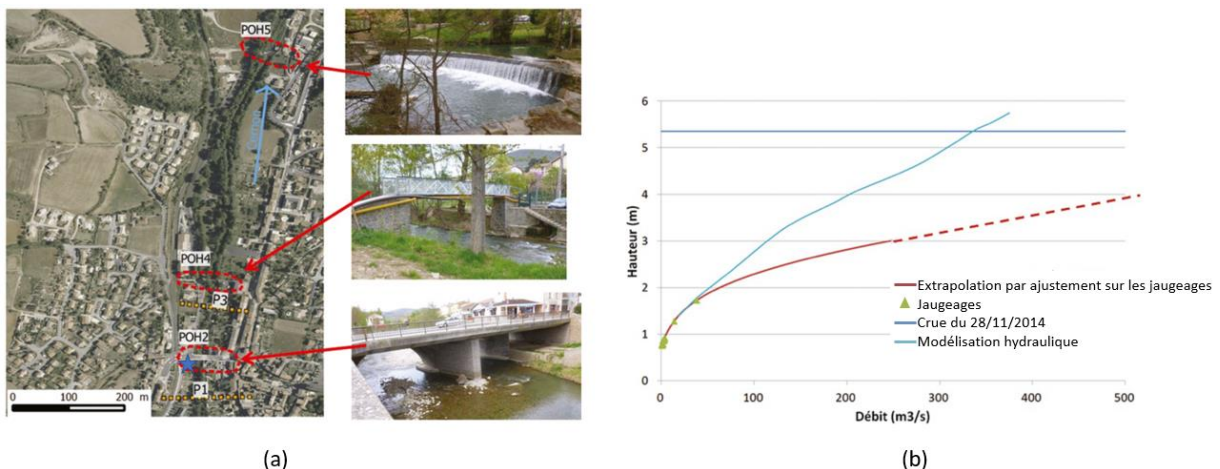 POH5
POH4
P3
POH2
P1
0
100
200
m
(a)
6
5
4
3
2
1
0
Hauteur (m)
0
100
200
300
400
500
Débit (m3/s)
Extrapolation par ajustement sur les jaugeages
Jaugeages
Crue du 28/11/2014
Modélisation hydraulique
(b)